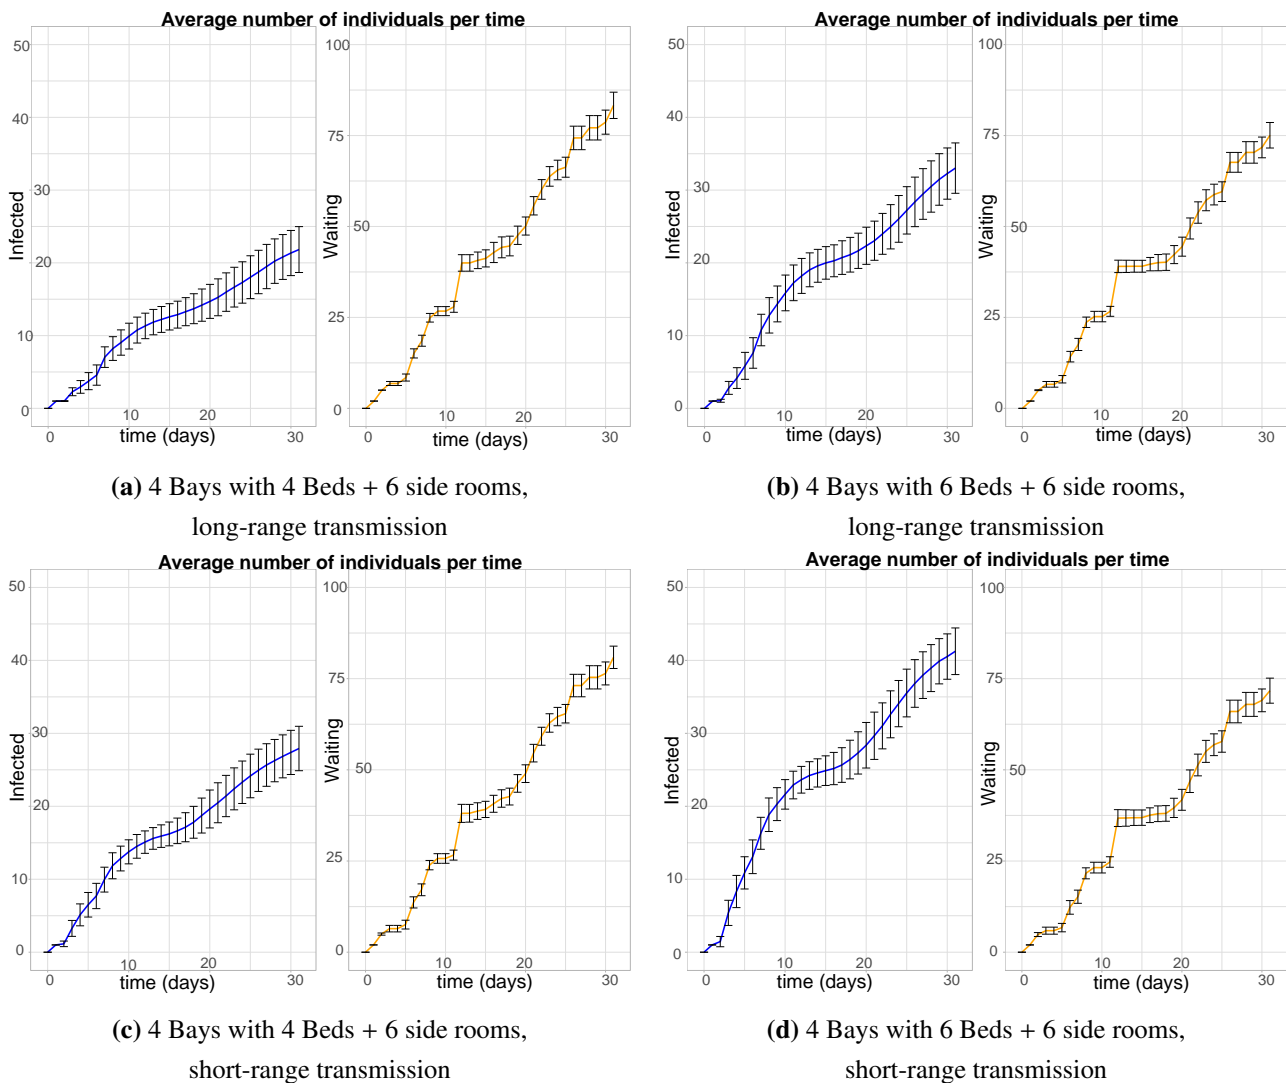 Average number of individuals per time
50
40
30
20
10
0
Infected
0
10
20
30
time (days)
100
75
50
25
0
Waiting
0
10
20
30
time (days)
(a) 4 Bays with 4 Beds + 6 side rooms,
long-range transmission
Average number of individuals per time
50
40
30
20
10
0
Infected
0
10
20
30
time (days)
100
75
50
25
0
Waiting
0
10
20
30
time (days)
(b) 4 Bays with 6 Beds + 6 side rooms,
long-range transmission
Average number of individuals per time
50
40
30
20
10
0
Infected
0
10
20
30
time (days)
100
75
50
25
0
Waiting
0
10
20
30
time (days)
(c) 4 Bays with 4 Beds + 6 side rooms,
short-range transmission
Average number of individuals per time
50
40
30
20
10
0
Infected
0
10
20
30
time (days)
100
75
50
25
0
Waiting
0
10
20
30
time (days)
(d) 4 Bays with 6 Beds + 6 side rooms,
short-range transmission